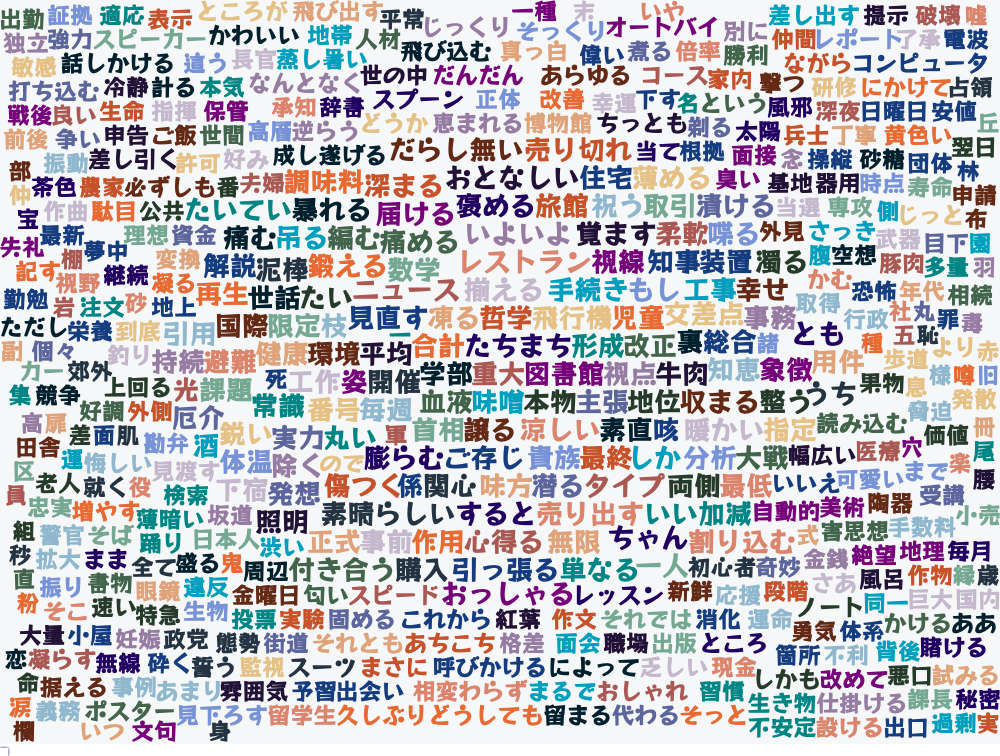 出勤 証拠 適応 表示 ところが 飛び出す 平常 じっくり 一種 末 そっくり いや オートバイ 別に 差し出す 提示 破壊 嘘
独立 強力 スピーカー かわいい 地帯 人材 飛び込む 真っ白 偉い 煮る 倍率 勝利 仲間 レポート 了承 電波
敏感 話しかける 違う 長官 蒸し暑い 世の中 だんだん あらゆる コース 家内 撃つ ながら コンピュータ
打ち込む 冷静 計る 本気 なんとなく スプーン 正体 改善 幸運 下す 名 という 風邪 研修 にかけて 占領
戦後 良い 生命 指揮 保管 承知 辞書 恵まれる 博物館 ちっとも 剃る 太陽 深夜 日曜日 安値 丘
前後 争い 申告 ご飯 世間 高層 逆らう どうか 兵士 丁寧 黄色い 翌日
部 振動 差し引く 許可 好み 成し遂げる だらし無い 売り切れ 当て 根拠 面接 念 操縦 砂糖 団体 林
仲 茶色 農家 必ずしも 番 夫婦 調味料 深まる おとなしい 住宅 薄める 臭い 基地 器用 時点 寿命 申請
宝 作曲 駄目 公共 たいてい 暴れる 届ける 褒める 旅館 祝う 取引 漬ける 当選 専攻 側 じっと 布
失礼 最新 夢中 理想 資金 痛む 吊る 編む 痛める いよいよ 覚ます 柔軟 喋る 外見 さっき 武器 目下 園
記す 棚 視野 継続 変換 凝る 解説 泥棒 鍛える 数学 レストラン 視線 知事 装置 濁る 腹 空想 豚肉 多量 羽
勤勉 岩 注文 砂 地上 再生 世話 たい ニュース 揃える 手続き もし 工事 幸せ かむ 取得 恐怖 年代 相続
ただし 栄養 到底 引用 国際 限定 枝 見直す 凍る 哲学 飛行機 児童 交差点 事務 とも 行政 社 丸 罪 毒
副 個々 釣り 持続 避難 健康 環境 平均 合計 たちまち 形成 改正 裏 総合 諸 種 五 恥 より 赤
カー 郊外 上回る 光 課題 死 工作 姿 開催 学部 重大 図書館 視点 牛肉 知恵 象徴 用件 歩道 様 噂 旧
集 競争 好調 外側 厄介 常識 番号 毎週 血液 味噌 本物 主張 地位 収まる 整う うち 果物 息 脅迫 発散
高 扉 差 面 肌 勘弁 酒 鋭い 実力 丸い 軍 首相 譲る 涼しい 素直 咳 暖かい 指定 読み込む 価値 冊
田舎 運 悔しい 見渡す 体温 除く ので 膨らむ ご存じ 貴族 最終 しか 分析 大戦 幅広い 医療 穴 尾
区 老人 就く 役 検索 下宿 発想 傷つく 係 関心 味方 潜る タイプ 両側 最低 いいえ 可愛い まで 楽 腰
員 忠実 増やす 薄暗い 坂道 照明 素晴らしい すると 売り出す いい加減 自動的 美術 陶器 受講 小売
組 警官 そば 踊り 日本人 渋い 正式 事前 作用 心得る 無限 ちゃん 割り込む 式 害 思想 手数料
秒 拡大 まま 全て 盛る 鬼 周辺 付き合う 購入 引っ張る 単なる 一人 初心者 奇妙 金銭 絶望 地理 毎月
直 振り 書物 眼鏡 違反 金曜日 匂い スピード おっしゃる レッスン 新鮮 応援 段階 さあ 風呂 作物 縁 歳
粉 そこ 速い 特急 生物 投票 実験 固める これから 紅葉 作文 それでは 消化 運命 ノート 同一 巨大 国内
大量 小屋 妊娠 政党 態勢 街道 それとも あちこち 格差 面会 職場 出版 ところ 勇気 体系 かける ああ
恋 凝らす 無線 砕く 誓う 監視 スーツ まさに 呼びかける によって 乏しい 現金 箇所 不利 背後 賭ける
命 据える 事例 あまり 雰囲気 予習 出会い 相変わらず まるで おしゃれ 習慣 しかも 改めて 悪口 試みる
涙 義務 ポスター 見下ろす 留学生 久しぶり どうしても 留まる 代わる そっと 生き物 仕掛ける 課長 秘密
欄 いつ 文句 身 不安定 設ける 出口 過剰 実